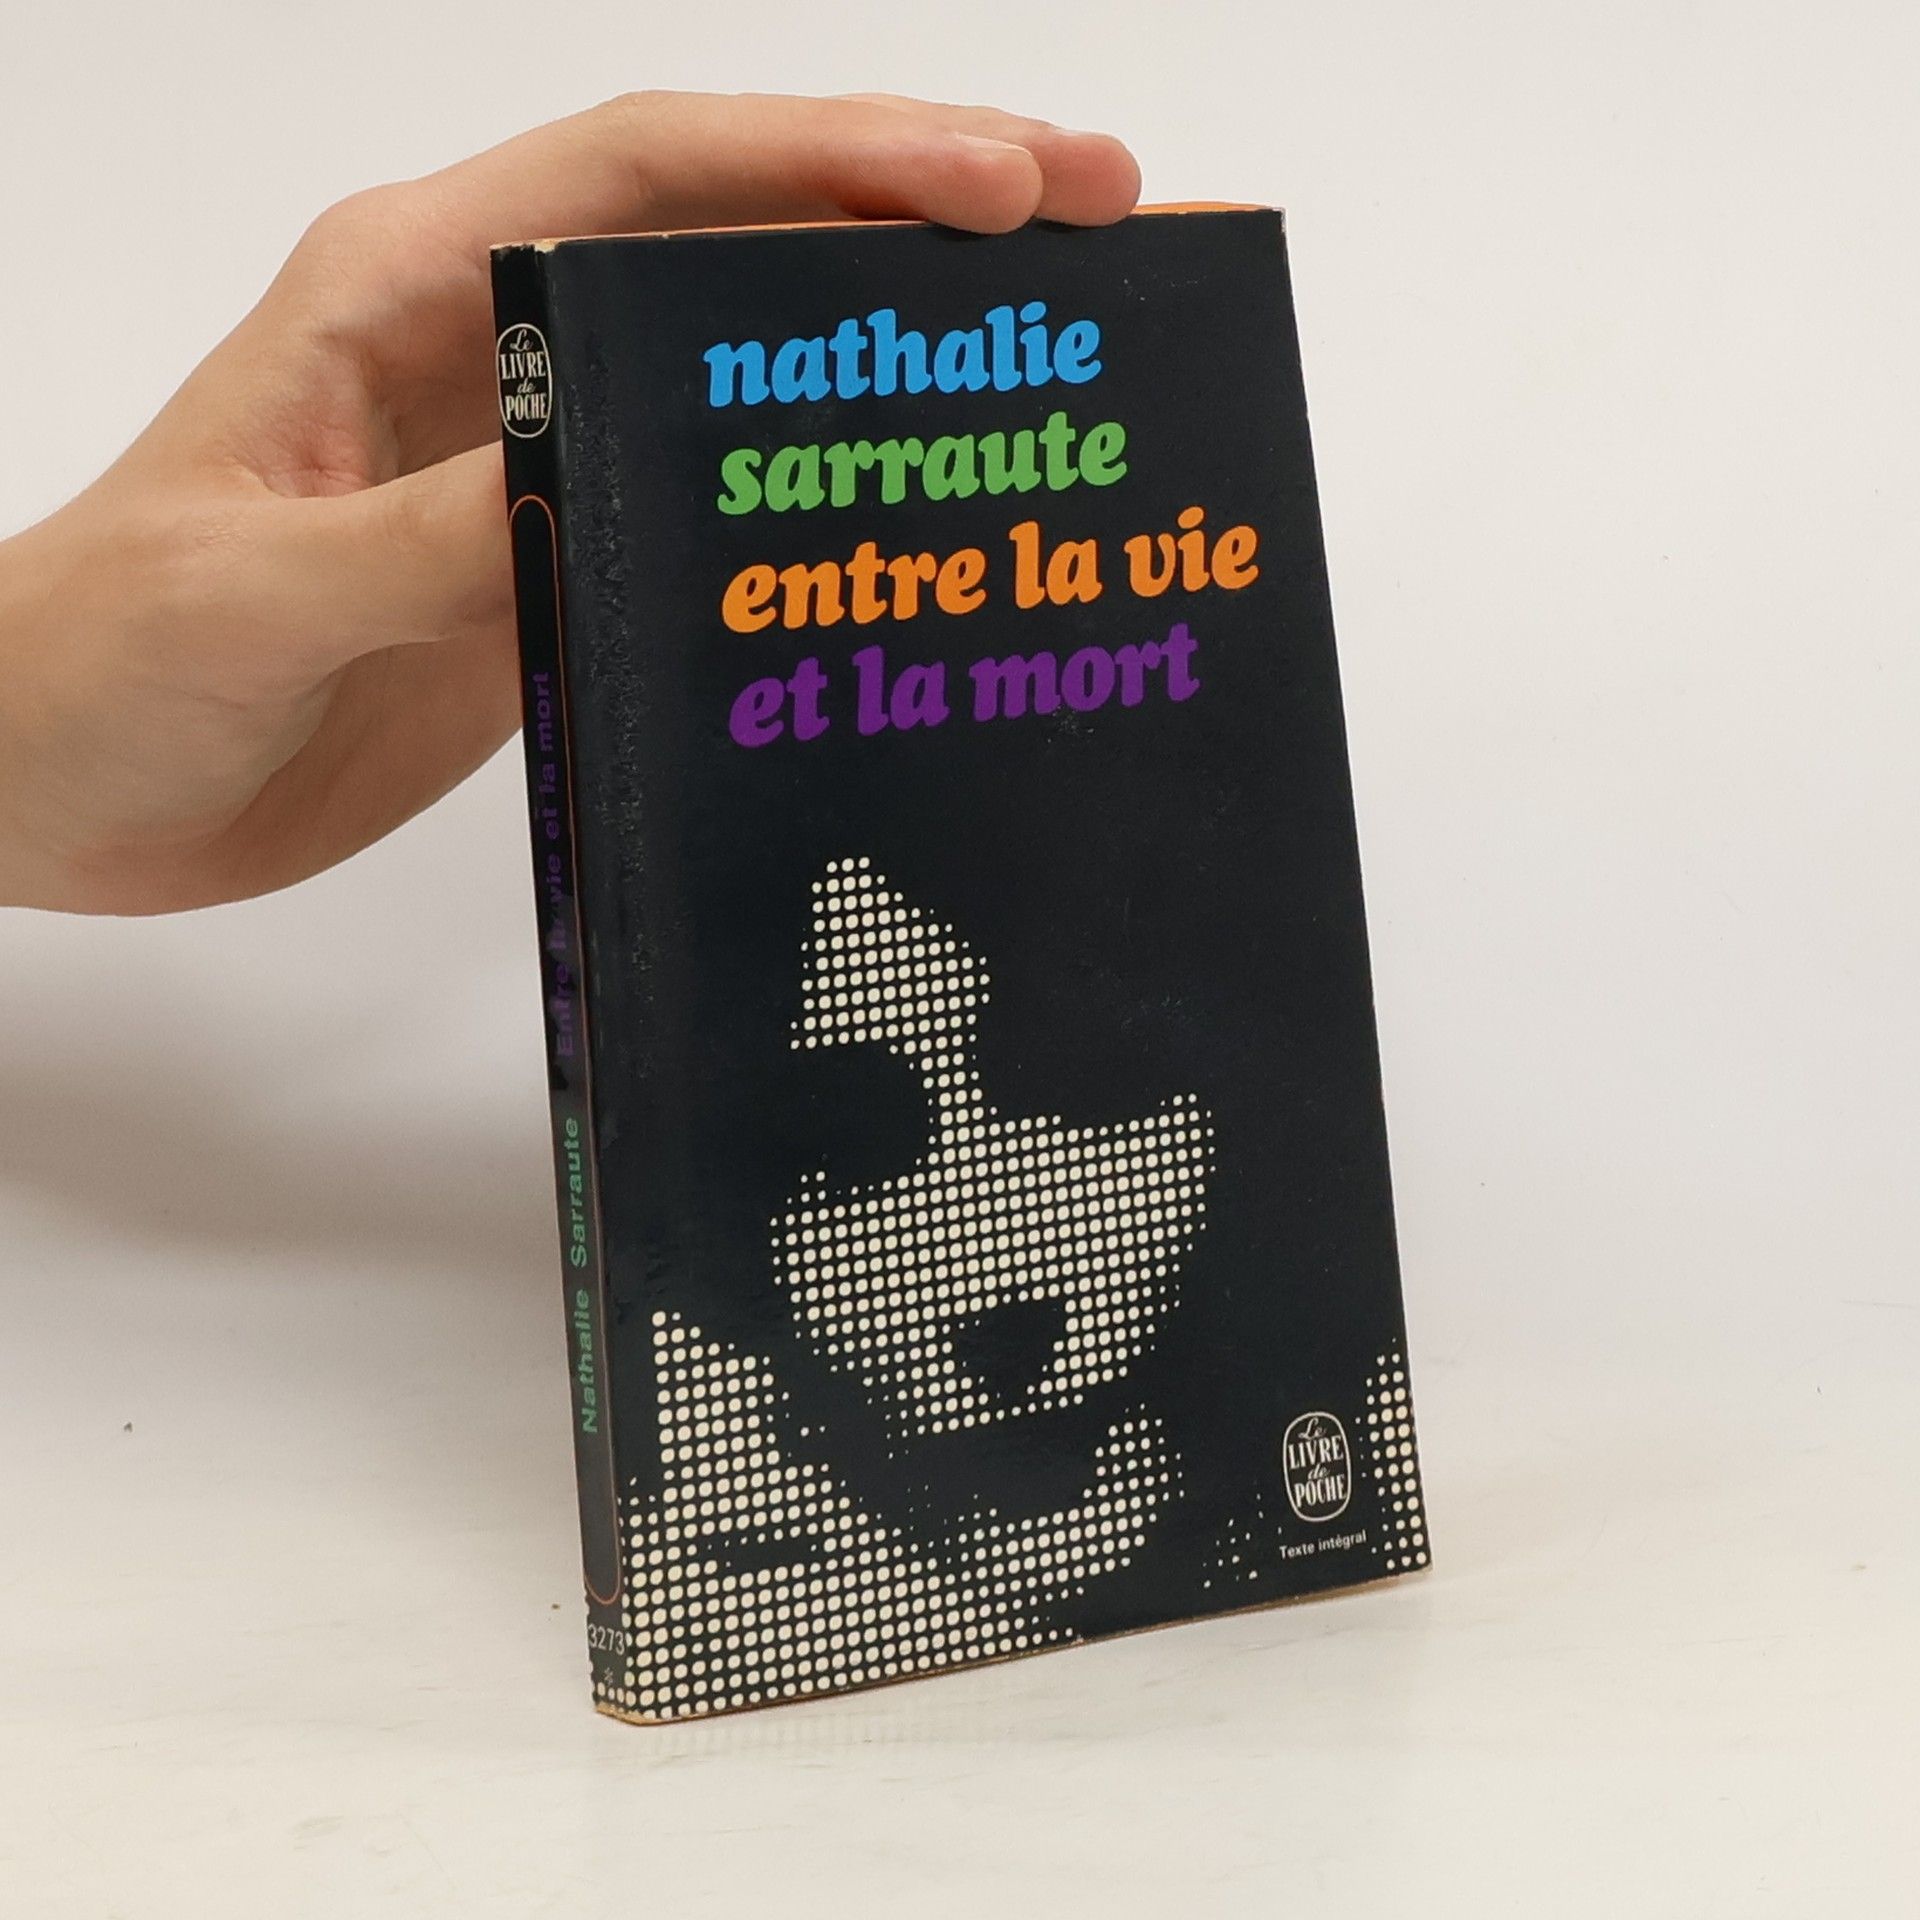 nathalie
sarraute
entre la vie
et la mort
Le
LIVRE
de
POCHE
Texte intégral
Le
LIVRE
de
POCHE
Nathalie Sarraute Entre la vie et la mort
3273
*